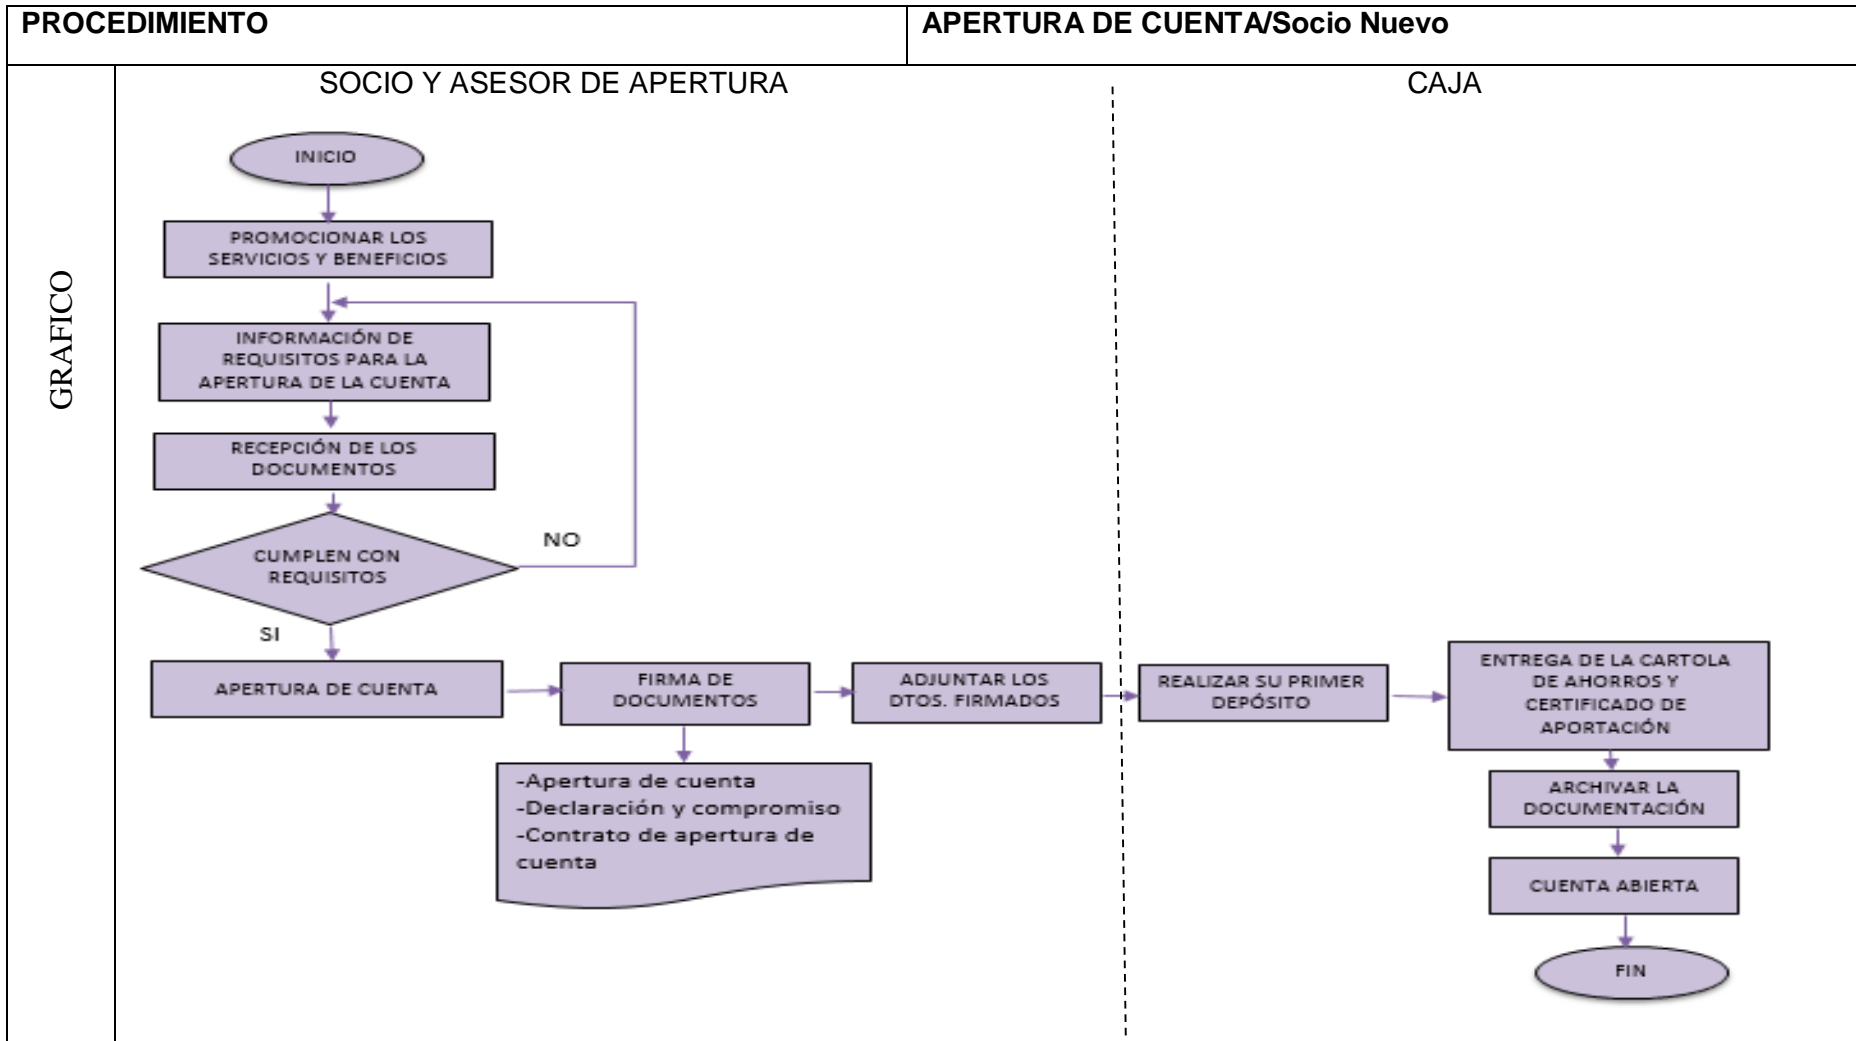 PROCEDIMIENTO
APERTURA DE CUENTA/Socio Nuevo
GRAFICO
SOCIO Y ASESOR DE APERTURA
CAJA
INICIO
PROMOCIONAR LOS
SERVICIOS Y BENEFICIOS
INFORMACIÓN DE
REQUISITOS PARA LA
APERTURA DE LA CUENTA
RECEPCIÓN DE LOS
DOCUMENTOS
CUMPLEN CON
REQUISITOS
NO
SI
APERTURA DE CUENTA
FIRMA DE
DOCUMENTOS
-Apertura de cuenta
-Declaración y compromiso
-Contrato de apertura de
cuenta
ADJUNTAR LOS
DTOS. FIRMADOS
REALIZAR SU PRIMER
DEPÓSITO
ENTREGA DE LA CARTOLA
DE AHORROS Y
CERTIFICADO DE
APORTACIÓN
ARCHIVAR LA
DOCUMENTACIÓN
CUENTA ABIERTA
FIN